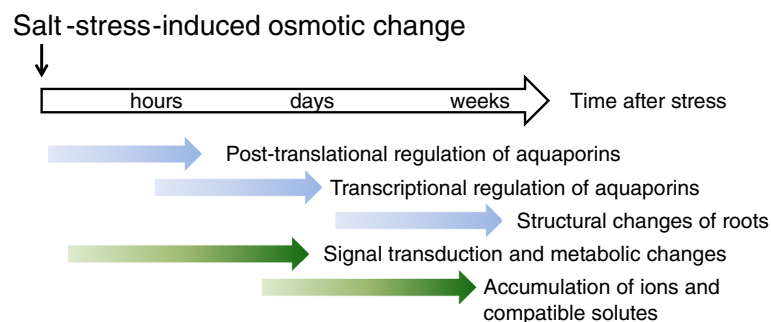 Salt-stress-induced osmotic change
hours days weeks Time after stress
Post-translational regulation of aquaporins
Transcriptional regulation of aquaporins
Structural changes of roots
Signal transduction and metabolic changes
Accumulation of ions and
compatible solutes